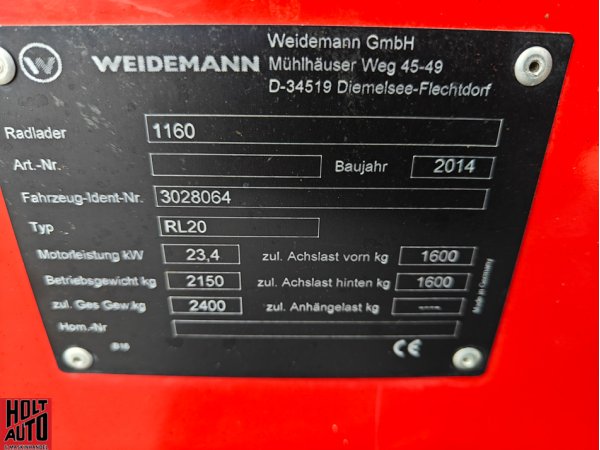 W WEIDEMANN
Weidemann GmbH
Mühlhäuser Weg 45-49
D-34519 Diemelsee-Flechtdorf
Radlader 1160
Art.-Nr. Baujahr 2014
Fahrzeug-Ident-Nr. 3028064
Typ RL20
Motorleistung kW 23,4 zul. Achslast vorn kg 1600
Betriebsgewicht kg 2150 zul. Achslast hinten kg 1600
zul. Ges Gew.kg 2400 zul. Anhängelast kg ----
Hom.-Nr
Made in Germany
B16 CE
HOLT
AUTO
& MASKINHANDEL